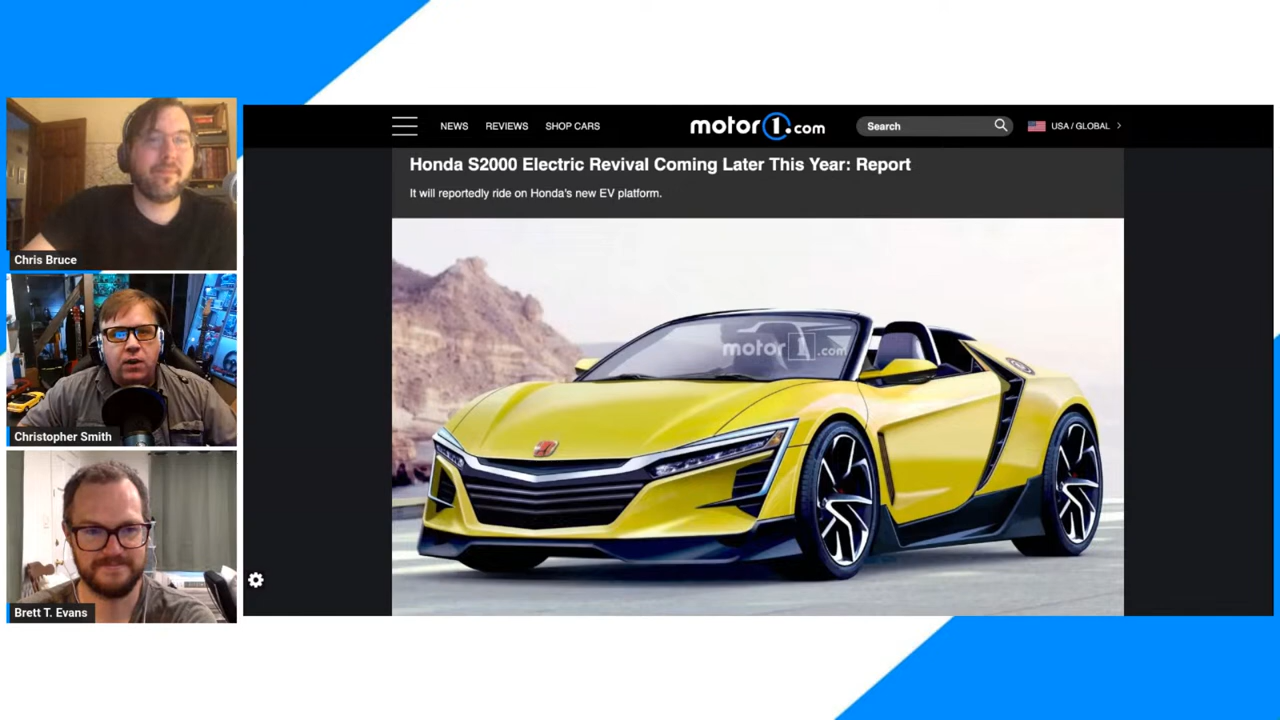 Chris Bruce
Christopher Smith
Brett T. Evans
NEWS REVIEWS SHOP CARS motor1.com Search USA / GLOBAL
Honda S2000 Electric Revival Coming Later This Year: Report
It will reportedly ride on Honda's new EV platform.
motor1.com